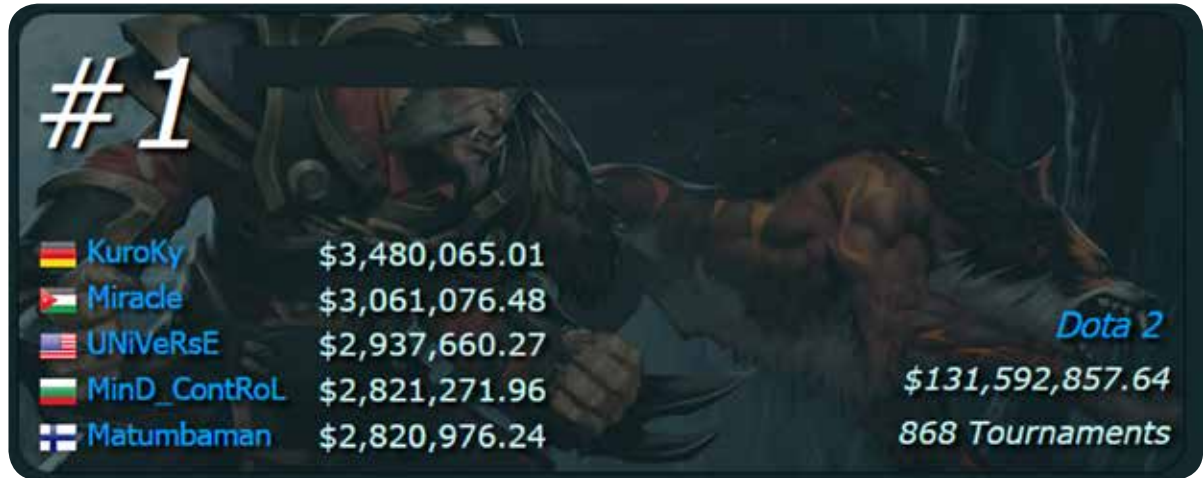 #1
KuroKy $3,480,065.01
Miracle $3,061,076.48
UNiVeRsE $2,937,660.27
MinD_ContRoL $2,821,271.96
Matumbaman $2,820,976.24
Dota 2
$131,592,857.64
868 Tournaments